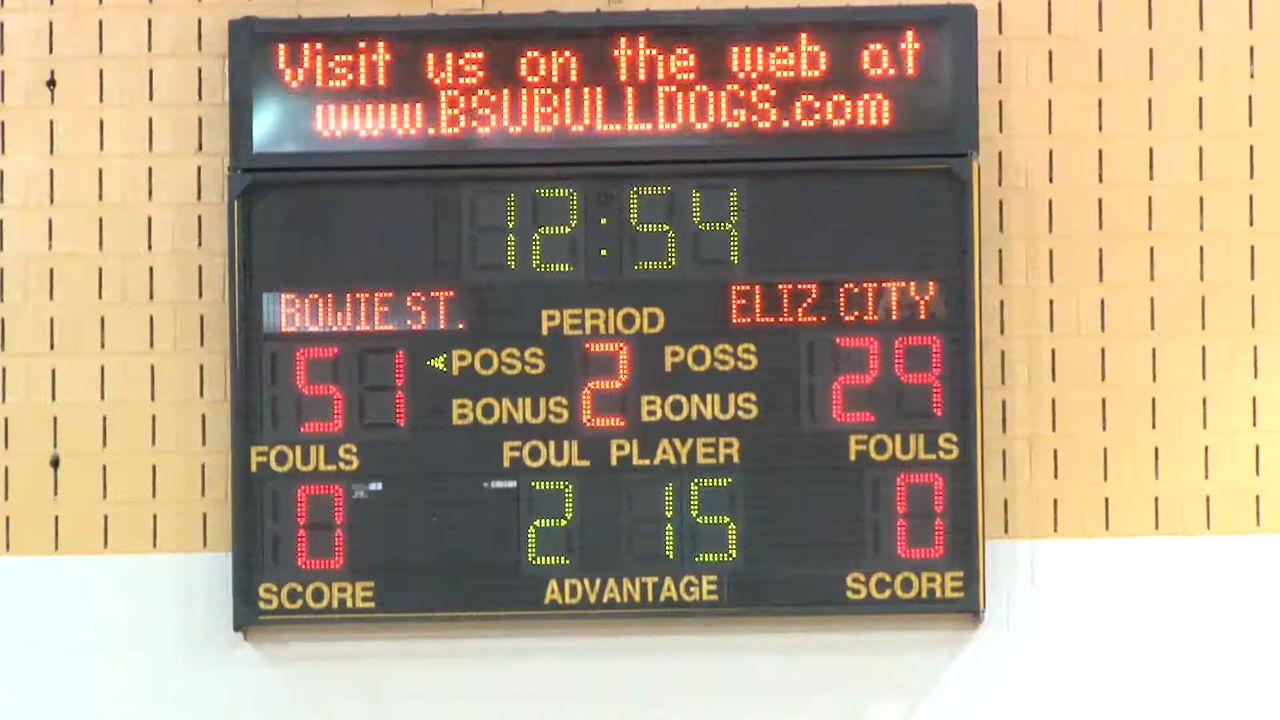 Visit us on the web at
www.BSUBULLDOGS.com
12:54
BOWIE ST.
ELIZ. CITY
PERIOD
51
POSS
2
POSS
29
BONUS
BONUS
FOULS
FOUL PLAYER
FOULS
0
2
15
0
SCORE
ADVANTAGE
SCORE